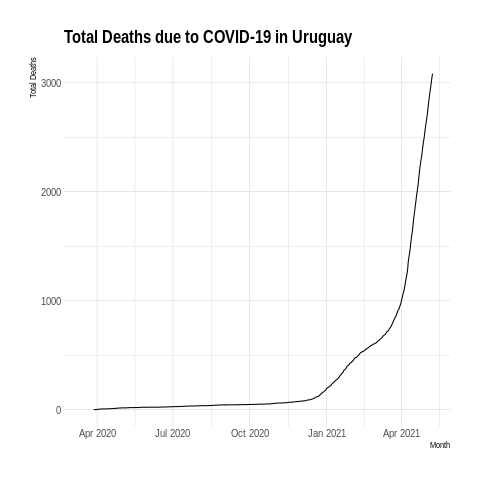 Total Deaths due to COVID-19 in Uruguay
Total Deaths
3000
2000
1000
0
Apr 2020 Jul 2020 Oct 2020 Jan 2021 Apr 2021
Month